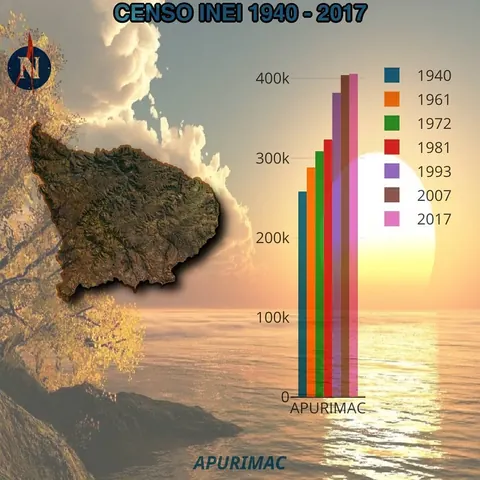 CENSO INEI 1940 - 2017
N
400k
300k
200k
100k
0
APURIMAC
1940
1961
1972
1981
1993
2007
2017
APURIMAC